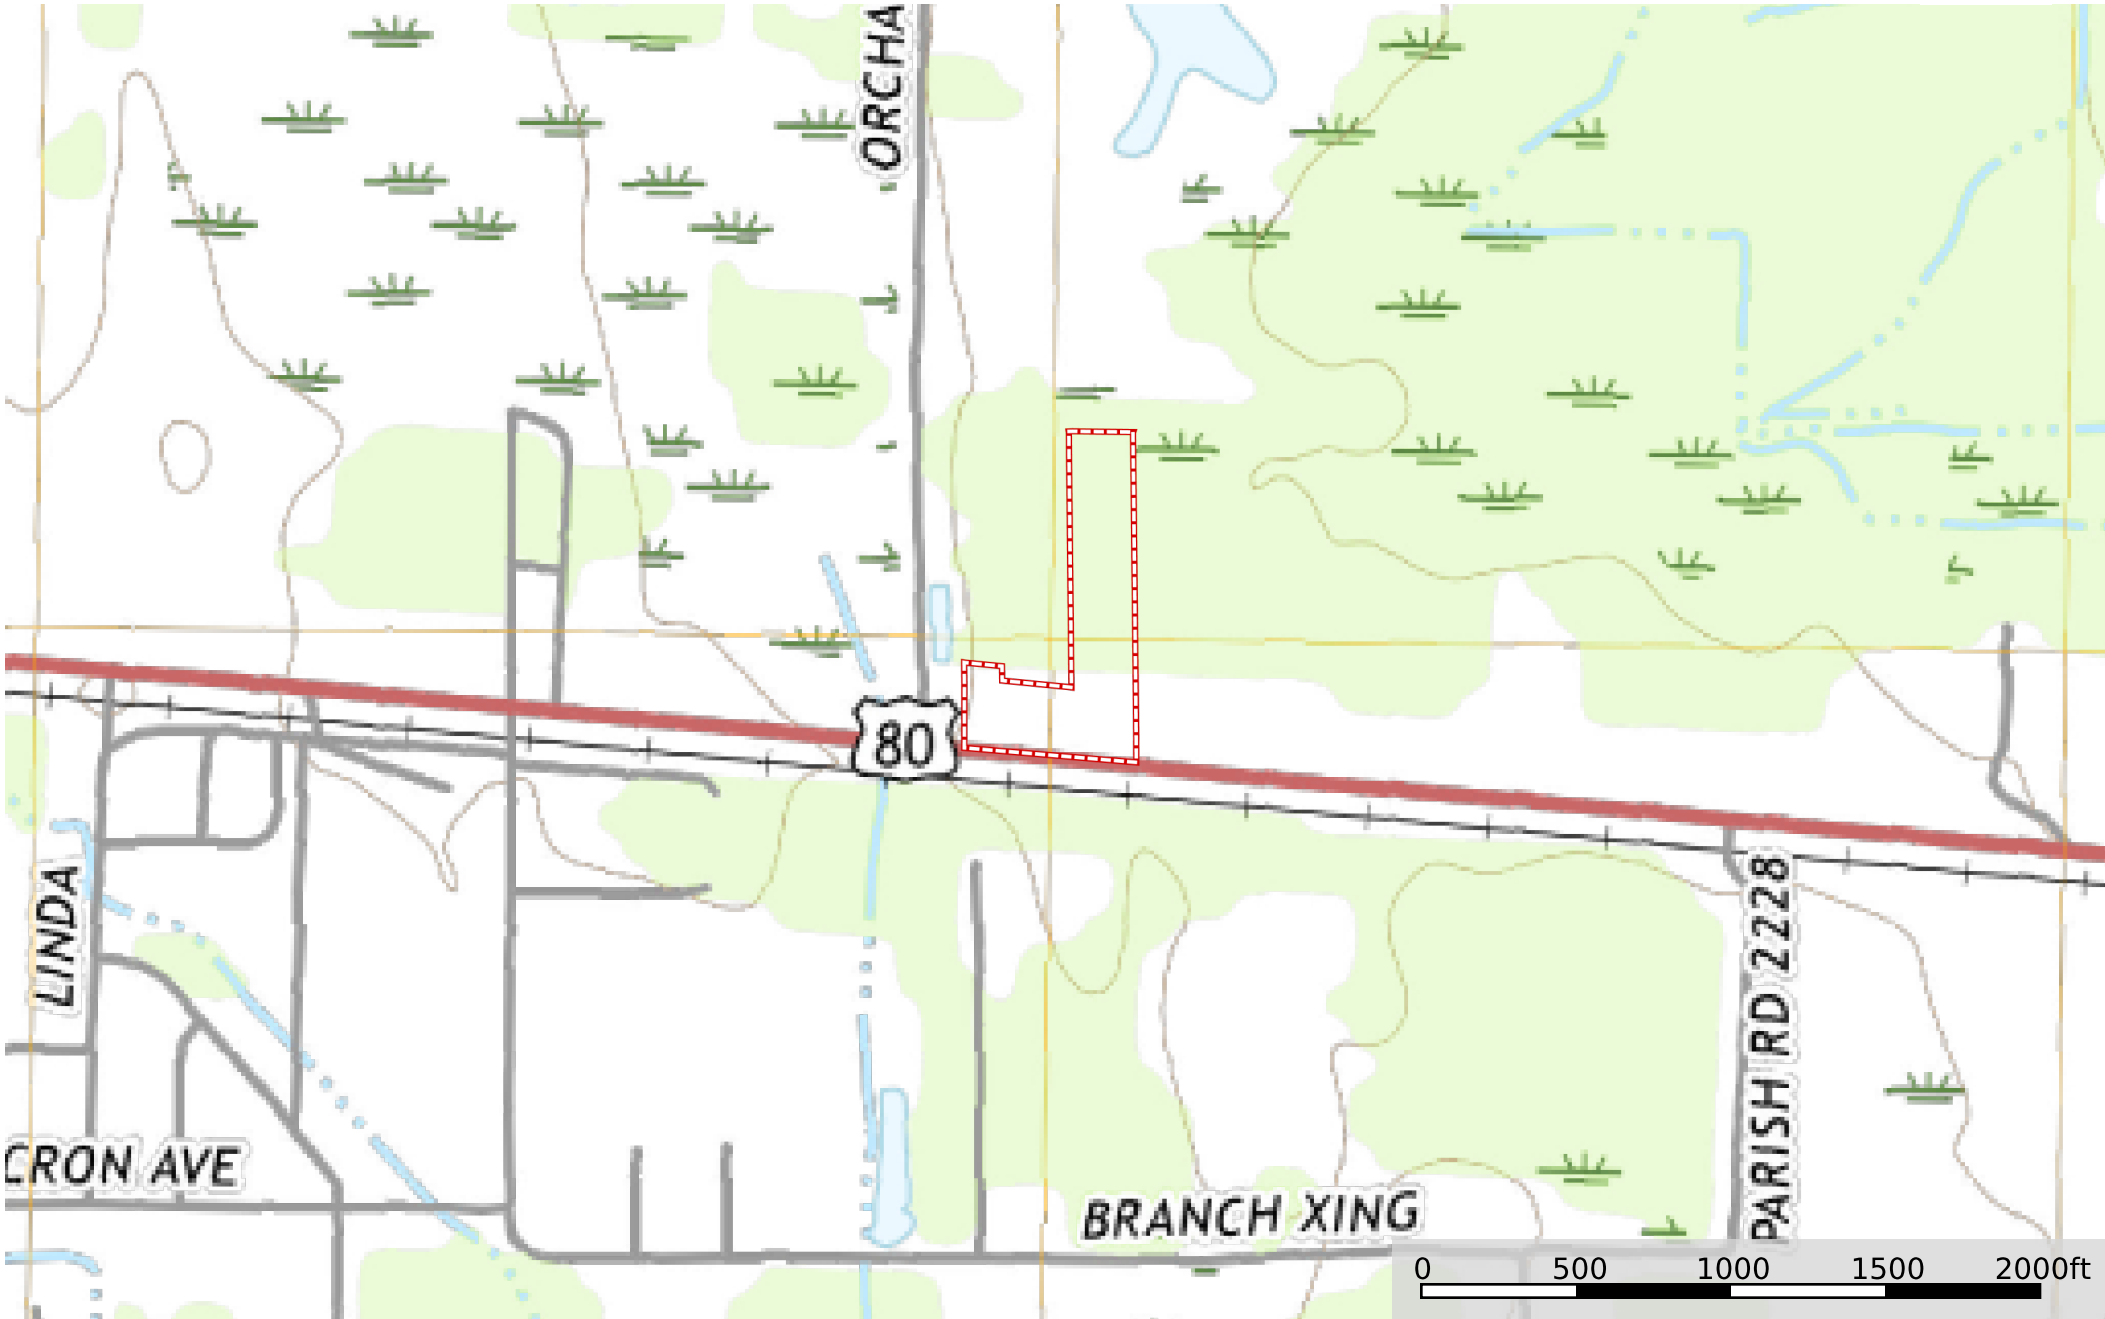 ORCHA
80
LINDA
PARISH RD 2228
CRON AVE
BRANCH XING
0 500 1000 1500 2000ft